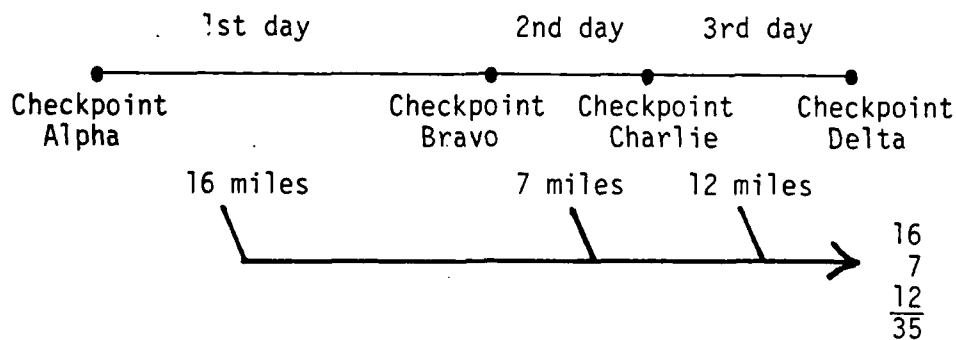 1st day 2nd day 3rd day
Checkpoint Alpha
Checkpoint Bravo
Checkpoint Charlie
Checkpoint Delta
16 miles 7 miles 12 miles
16
7
12
35